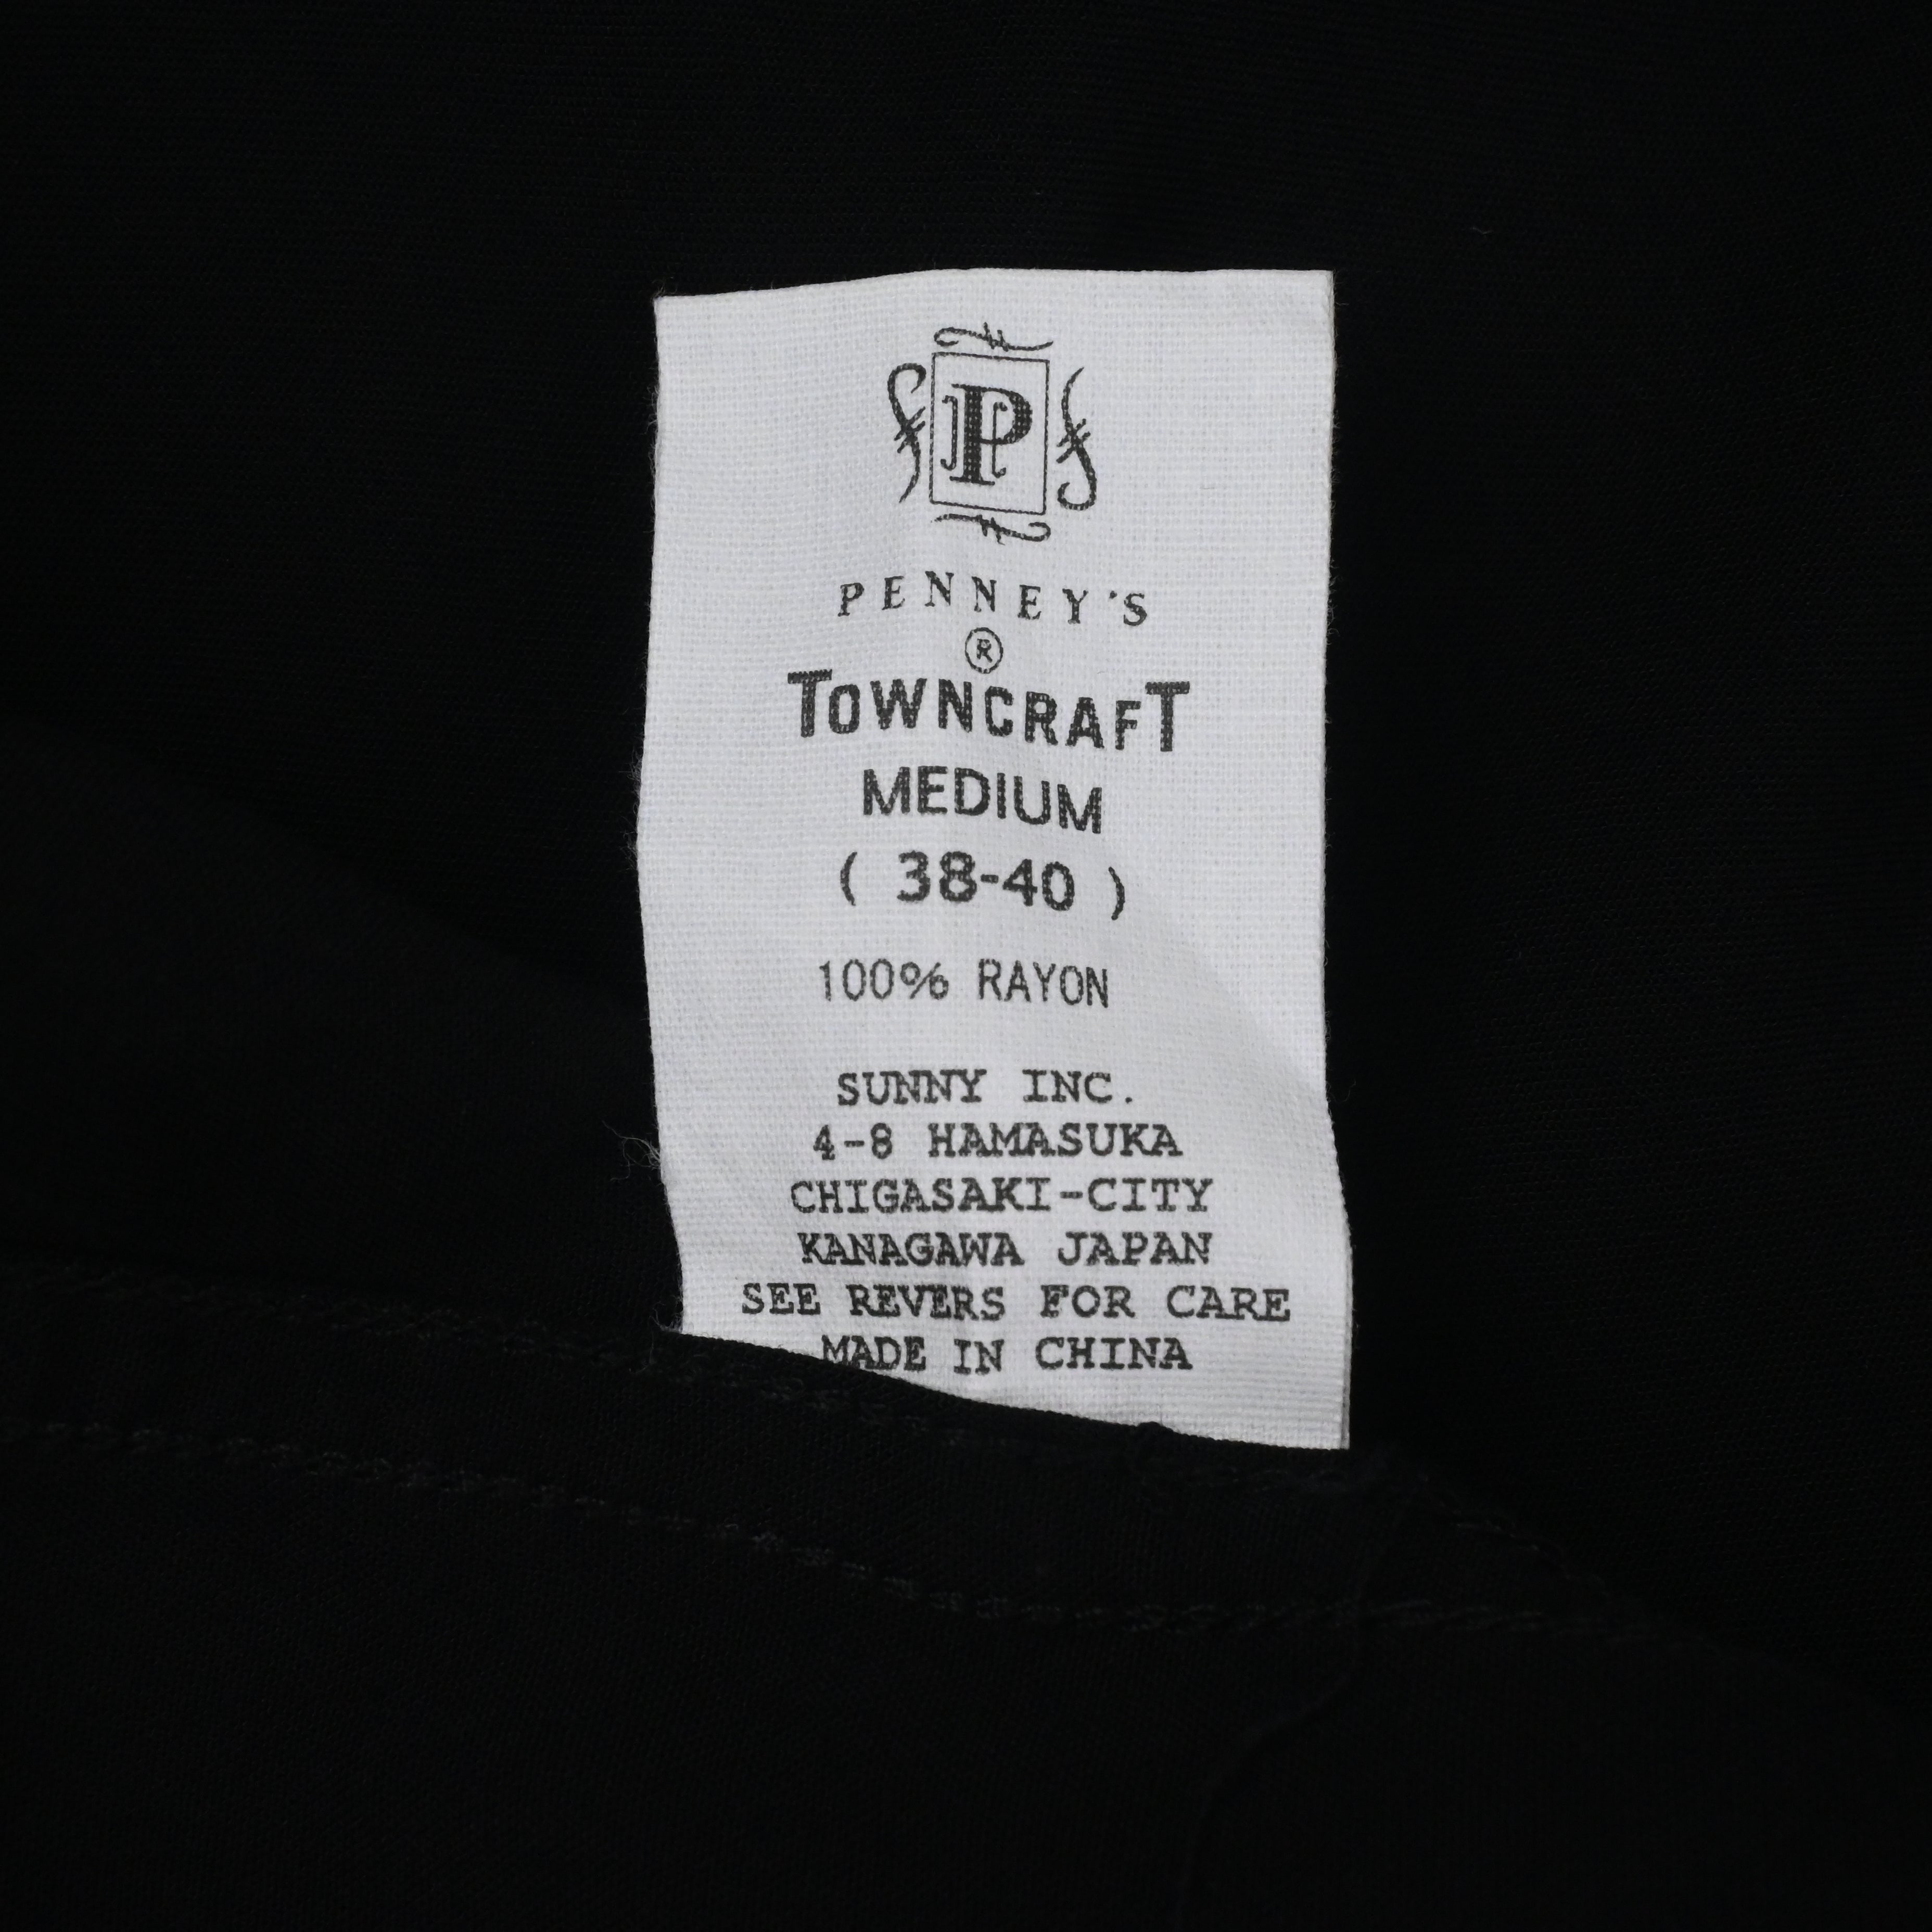 P
PENNEY'S
®
TOWNCRAFT
MEDIUM
( 38-40 )
100% RAYON
SUNNY INC.
4-8 HAMASUKA
CHIGASAKI-CITY
KANAGAWA JAPAN
SEE REVERS FOR CARE
MADE IN CHINA